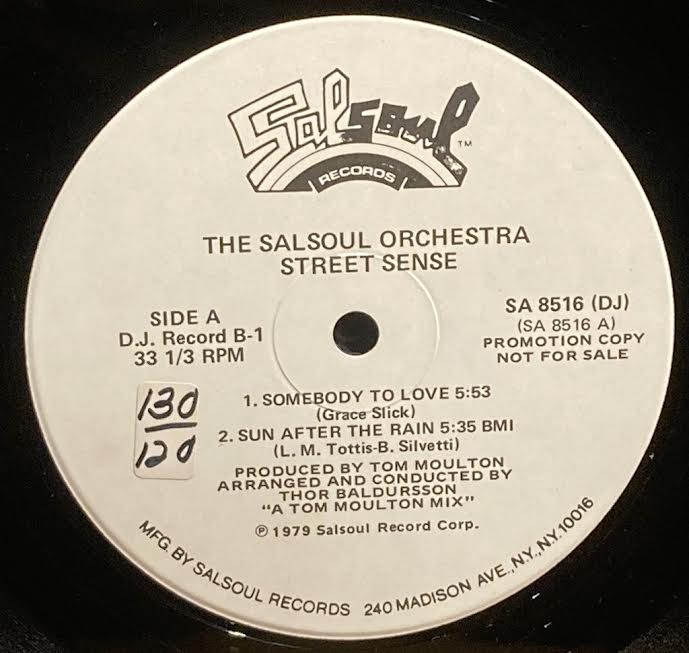 Salsoul ™
RECORDS
THE SALSOUL ORCHESTRA
STREET SENSE
SIDE A
D.J. Record B-1
33 1/3 RPM
SA 8516 (DJ)
(SA 8516 A)
PROMOTION COPY
NOT FOR SALE
130
120
1. SOMEBODY TO LOVE 5:53
(Grace Slick)
2. SUN AFTER THE RAIN 5:35 BMI
(L. M. Tottis-B. Silvetti)
PRODUCED BY TOM MOULTON
ARRANGED AND CONDUCTED BY
THOR BALDURSSON
"A TOM MOULTON MIX"
℗ 1979 Salsoul Record Corp.
MFG. BY SALSOUL RECORDS 240 MADISON AVE., N.Y., N.Y. 10016